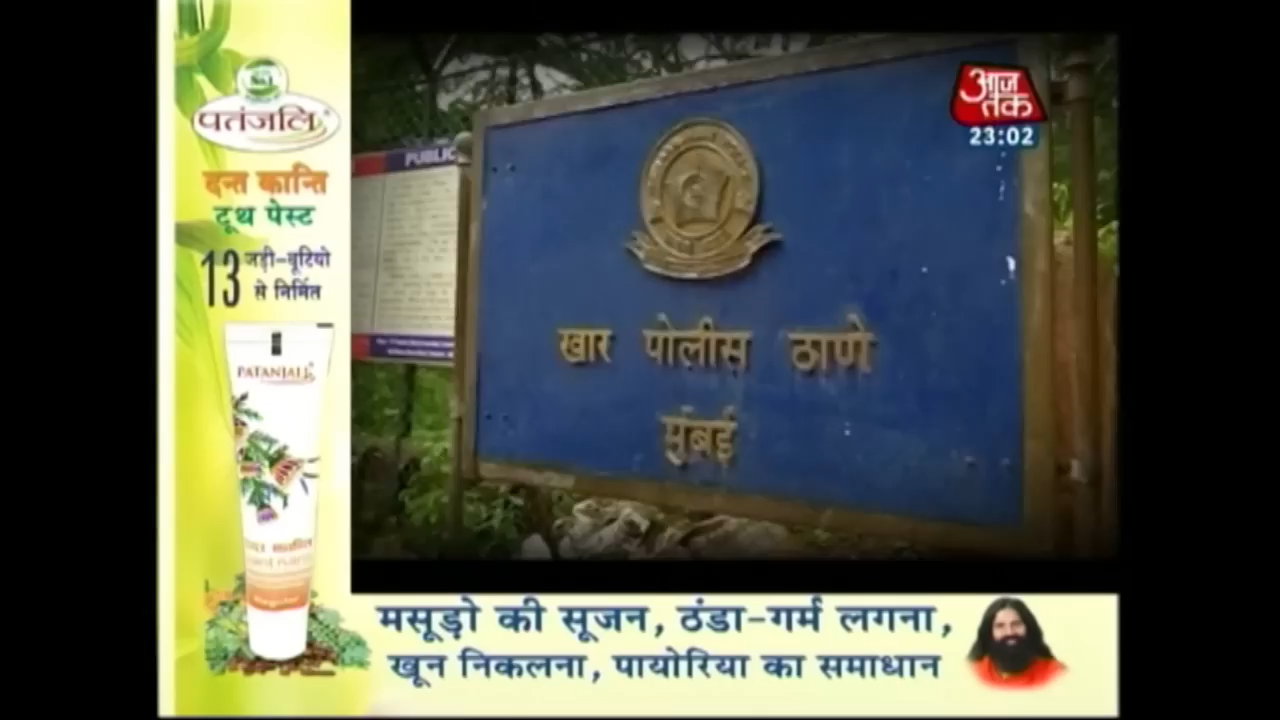 पतंजलि
दन्त कान्ति
टूथ पेस्ट
13 जड़ी-बूटियो
से निर्मित
PATANJALI
PUBLIC
आज
तक
23:02
खार पोलीस ठाणे
मुंबई
मसूड़ो की सूजन, ठंडा-गर्म लगना,
खून निकलना, पायोरिया का समाधान